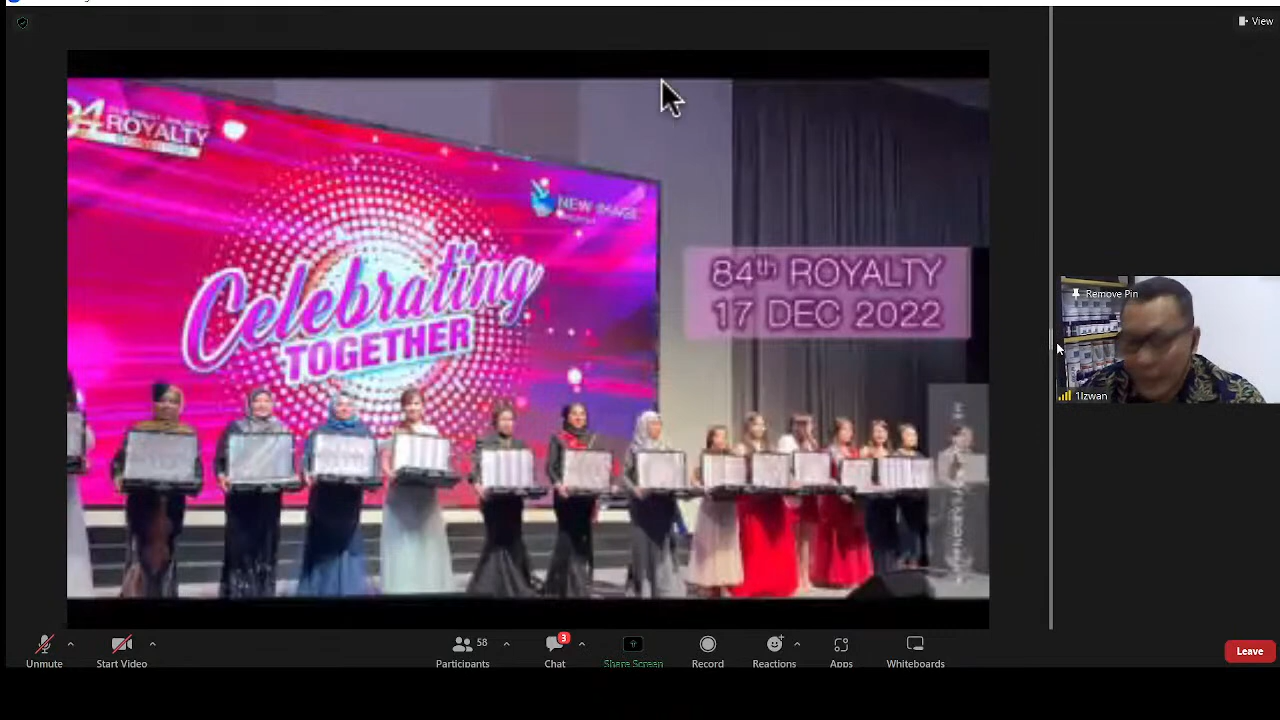 View
84
ROYALTY
NEW IMAGE
Celebrating
TOGETHER
84th ROYALTY
17 DEC 2022
Remove Pin
1Izwan
Unmute
Start Video
58
Participants
3
Chat
Share Screen
Record
Reactions
Apps
Whiteboards
Leave